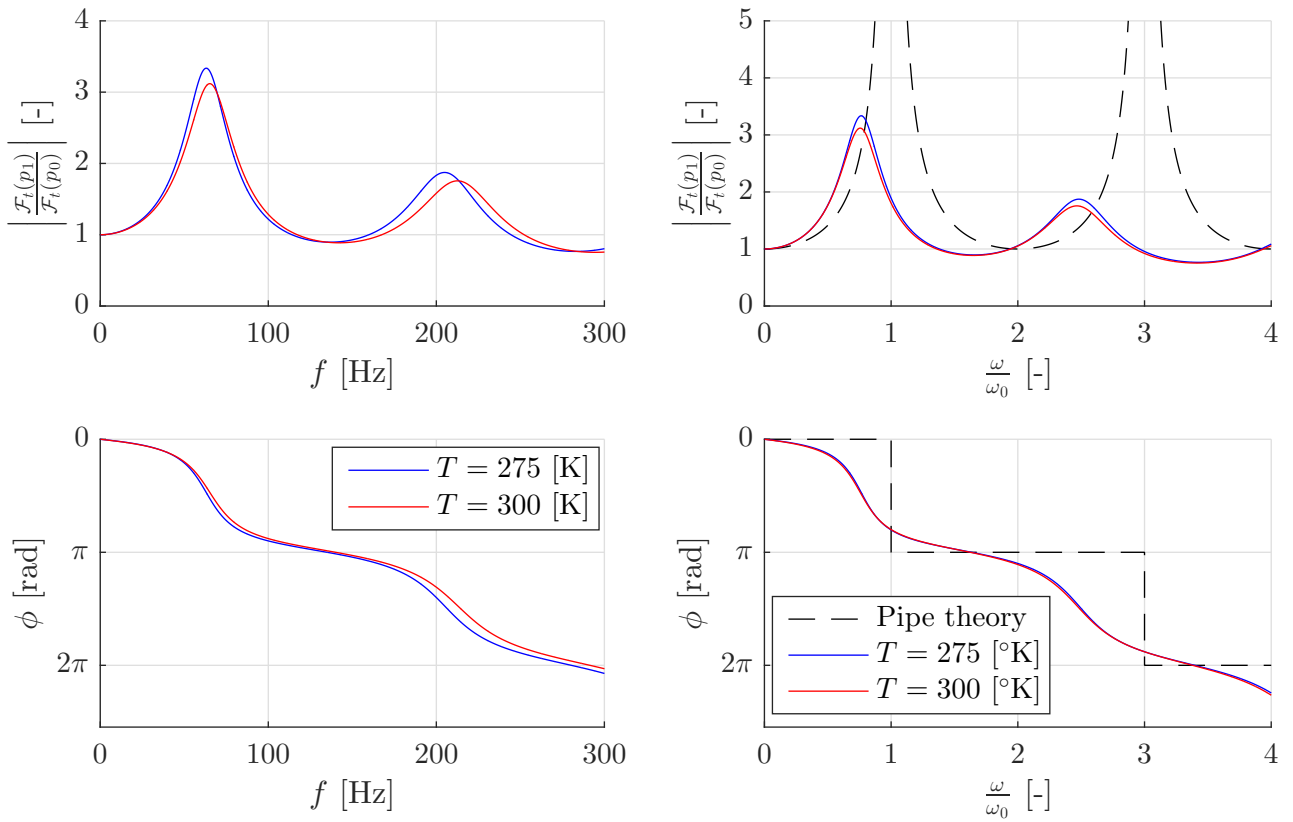 |ℱₜ(p₁)/ℱₜ(p₀)| [-]
4
3
2
1
0
0 100 200 300
f [Hz]
|ℱₜ(p₁)/ℱₜ(p₀)| [-]
5
4
3
2
1
0
0 1 2 3 4
ω/ω₀ [-]
ϕ [rad]
0
π
2π
T = 275 [K]
T = 300 [K]
0 100 200 300
f [Hz]
ϕ [rad]
0
π
2π
Pipe theory
T = 275 [°K]
T = 300 [°K]
0 1 2 3 4
ω/ω₀ [-]